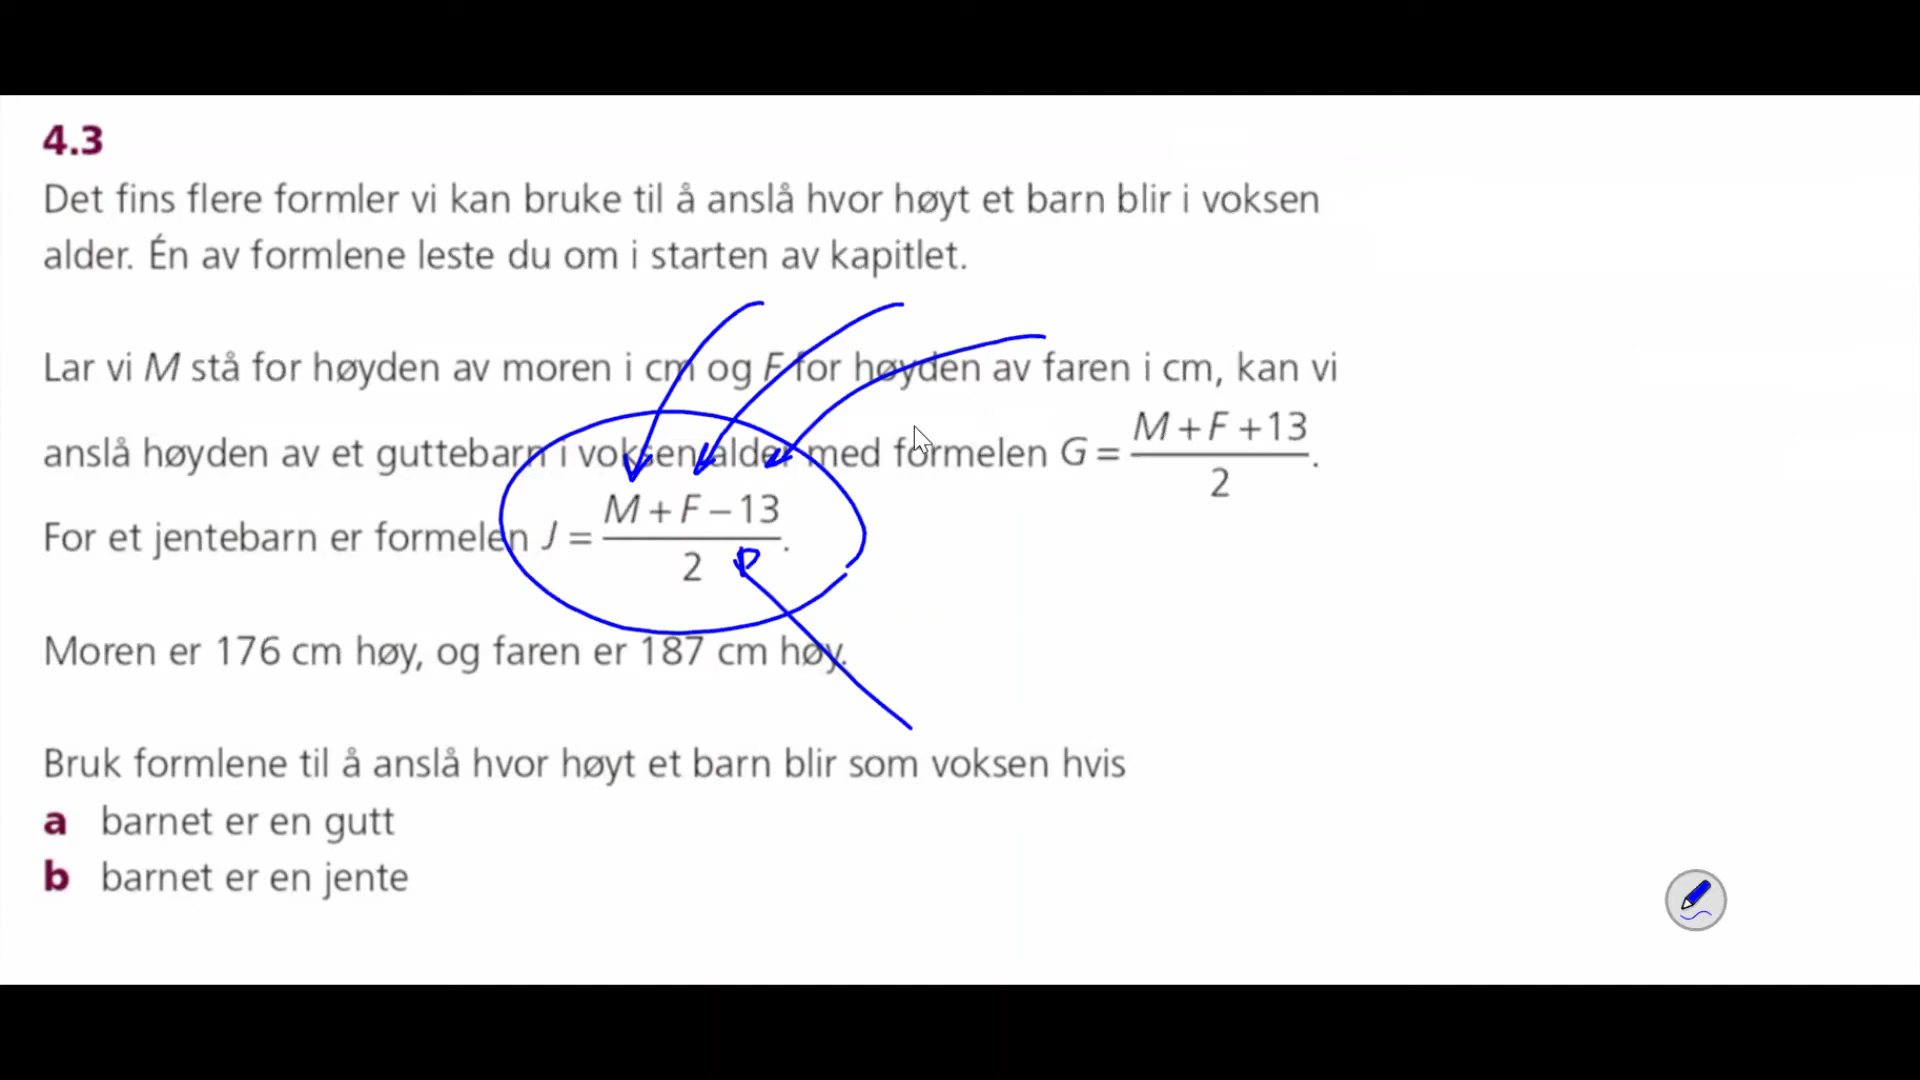 4.3
Det fins flere formler vi kan bruke til å anslå hvor høyt et barn blir i voksen
alder. Én av formlene leste du om i starten av kapitlet.
Lar vi M stå for høyden av moren i cm og F for høyden av faren i cm, kan vi
anslå høyden av et guttebarn i voksen alder med formelen G = (M + F + 13)/2.
For et jentebarn er formelen J = (M + F − 13)/2.
Moren er 176 cm høy, og faren er 187 cm høy.
Bruk formlene til å anslå hvor høyt et barn blir som voksen hvis
a barnet er en gutt
b barnet er en jente